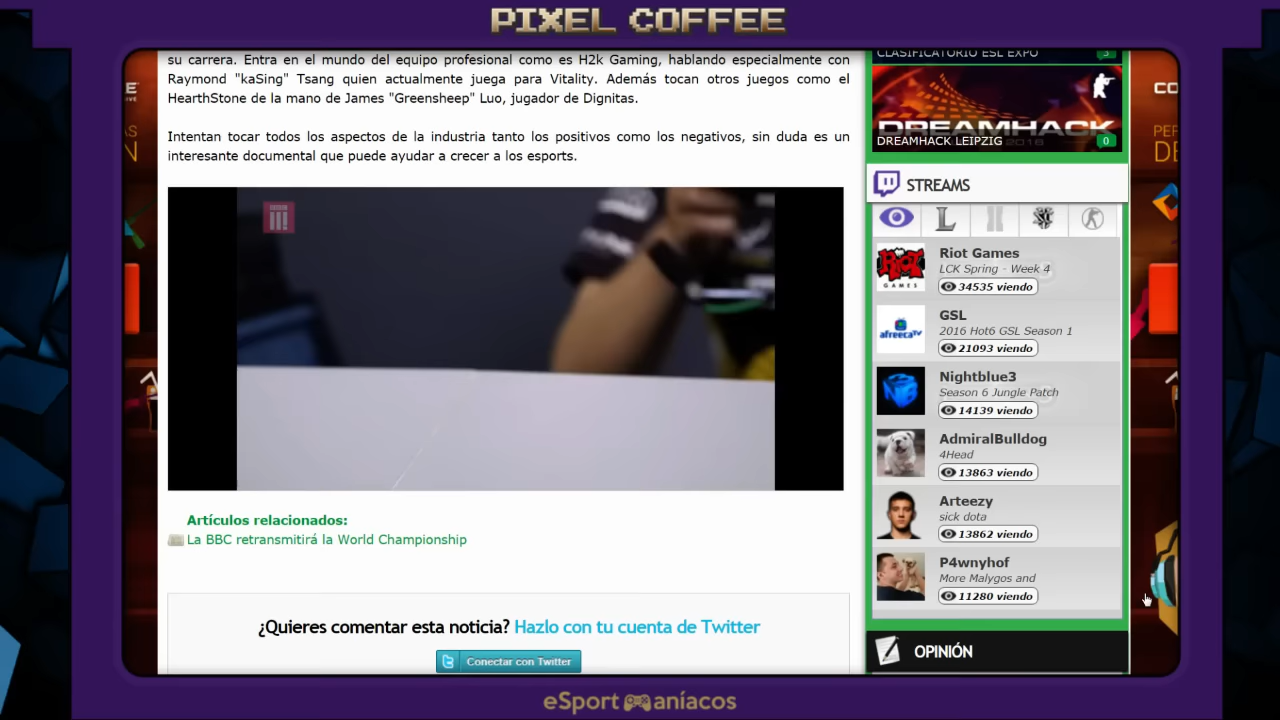 PIXEL COFFEE
su carrera. Entra en el mundo del equipo profesional como es H2k Gaming, hablando especialmente con
Raymond "kaSing" Tsang quien actualmente juega para Vitality. Además tocan otros juegos como el
HearthStone de la mano de James "Greensheep" Luo, jugador de Dignitas.
Intentan tocar todos los aspectos de la industria tanto los positivos como los negativos, sin duda es un
interesante documental que puede ayudar a crecer a los esports.
Artículos relacionados:
La BBC retransmitirá la World Championship
¿Quieres comentar esta noticia? Hazlo con tu cuenta de Twitter
Conectar con Twitter
CLASIFICATORIO ESL EXPO
3
DREAMHACK
DREAMHACK LEIPZIG
0
STREAMS
Riot Games
LCK Spring - Week 4
34535 viendo
GSL
2016 Hot6 GSL Season 1
21093 viendo
Nightblue3
Season 6 Jungle Patch
14139 viendo
AdmiralBulldog
4Head
13863 viendo
Arteezy
sick dota
13862 viendo
P4wnyhof
More Malygos and
11280 viendo
OPINIÓN
RIOT
GAMES
afreecaTV
eSportmaníacos